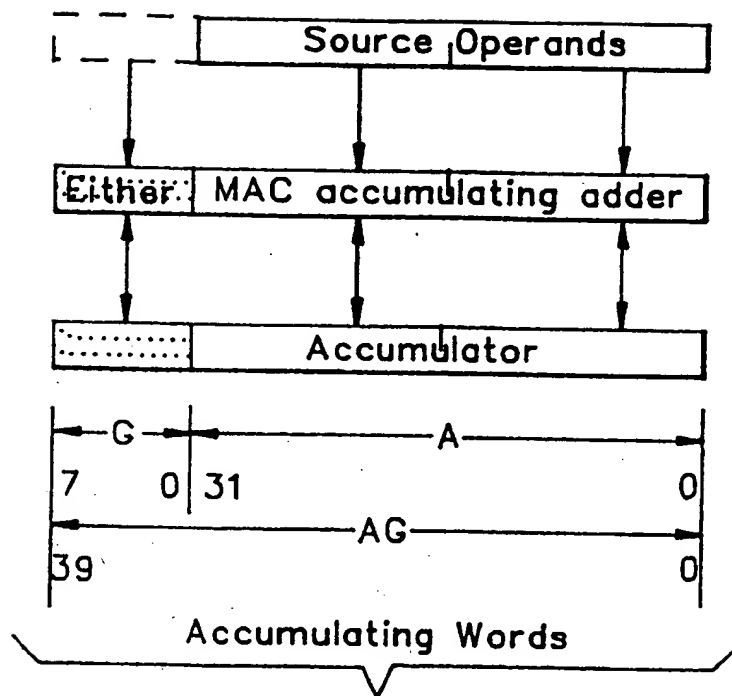 Source Operands
Either MAC accumulating adder
Accumulator
G A
7 0 31 0
AG
39 0
Accumulating Words